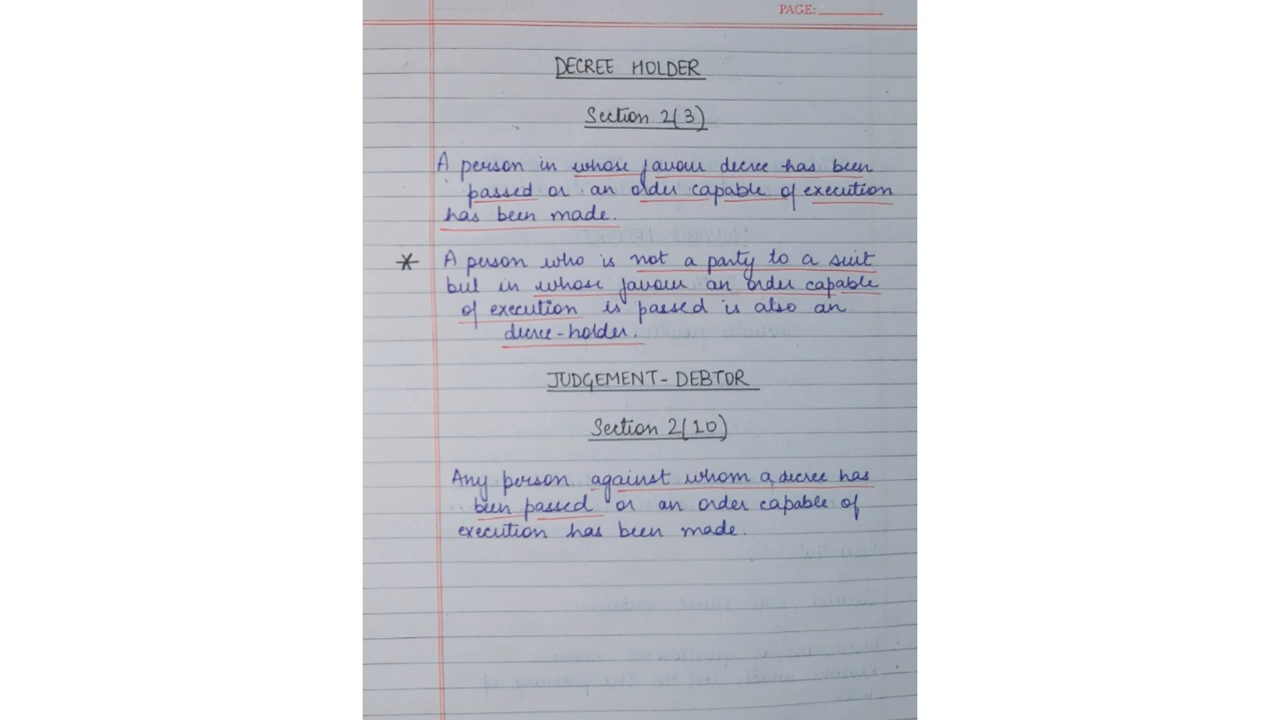 PAGE:
DECREE HOLDER
Section 2(3)
A person in whose favour decree has been
passed or an order capable of execution
has been made.
* A person who is not a party to a suit
but in whose favour an order capable
of execution is passed is also an
decree-holder.
JUDGEMENT-DEBTOR
Section 2(10)
Any person against whom a decree has
been passed or an order capable of
execution has been made.